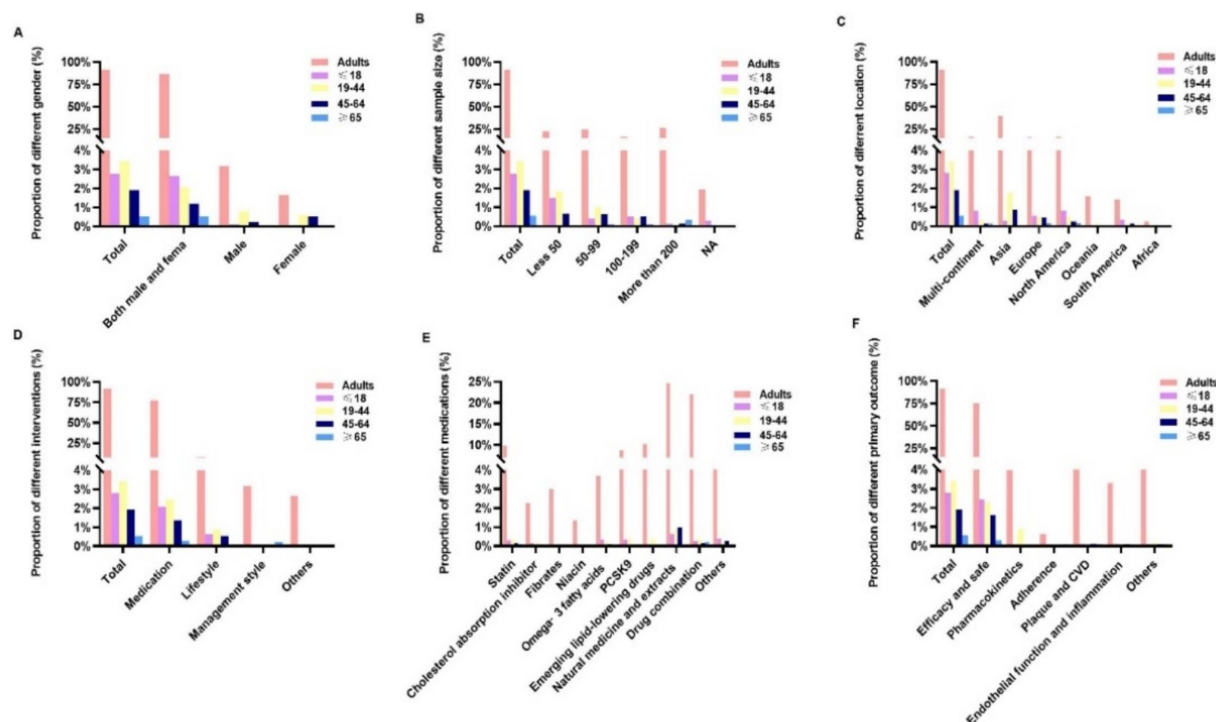 A
Proportion of different gender (%)
100%
75%
50%
25%
4%
3%
2%
1%
0%
Total
Both male and fema
Male
Female
Adults
≤ 18
19-44
45-64
≥ 65
B
Proportion of different sample size (%)
100%
75%
50%
25%
4%
3%
2%
1%
0%
Total
Less 50
50-99
100-199
More than 200
NA
Adults
≤ 18
19-44
45-64
≥ 65
C
Proportion of diferrent location (%)
100%
75%
50%
25%
4%
3%
2%
1%
0%
Total
Multi-continent
Asia
Europe
North America
Oceania
South America
Africa
Adults
≤ 18
19-44
45-64
≥ 65
D
Proportion of different interventions (%)
100%
75%
50%
25%
4%
3%
2%
1%
0%
Total
Medication
Lifestyle
Management style
Others
Adults
≤ 18
19-44
45-64
≥ 65
E
Proportion of different medications (%)
25%
20%
15%
10%
5%
4%
3%
2%
1%
0%
Statin
Cholesterol absorption inhibitor
Fibrates
Niacin
Omega- 3 fatty acids
PCSK9
Emerging lipid-lowering drugs
Natural medicine and extracts
Drug combination
Others
Adults
≤ 18
19-44
45-64
≥ 65
F
Proportion of different primary outcome (%)
100%
75%
50%
25%
4%
3%
2%
1%
0%
Total
Efficacy and safe
Pharmacokinetics
Adherence
Plaque and CVD
Endothelial function and inflammation
Others
Adults
≤ 18
19-44
45-64
≥ 65